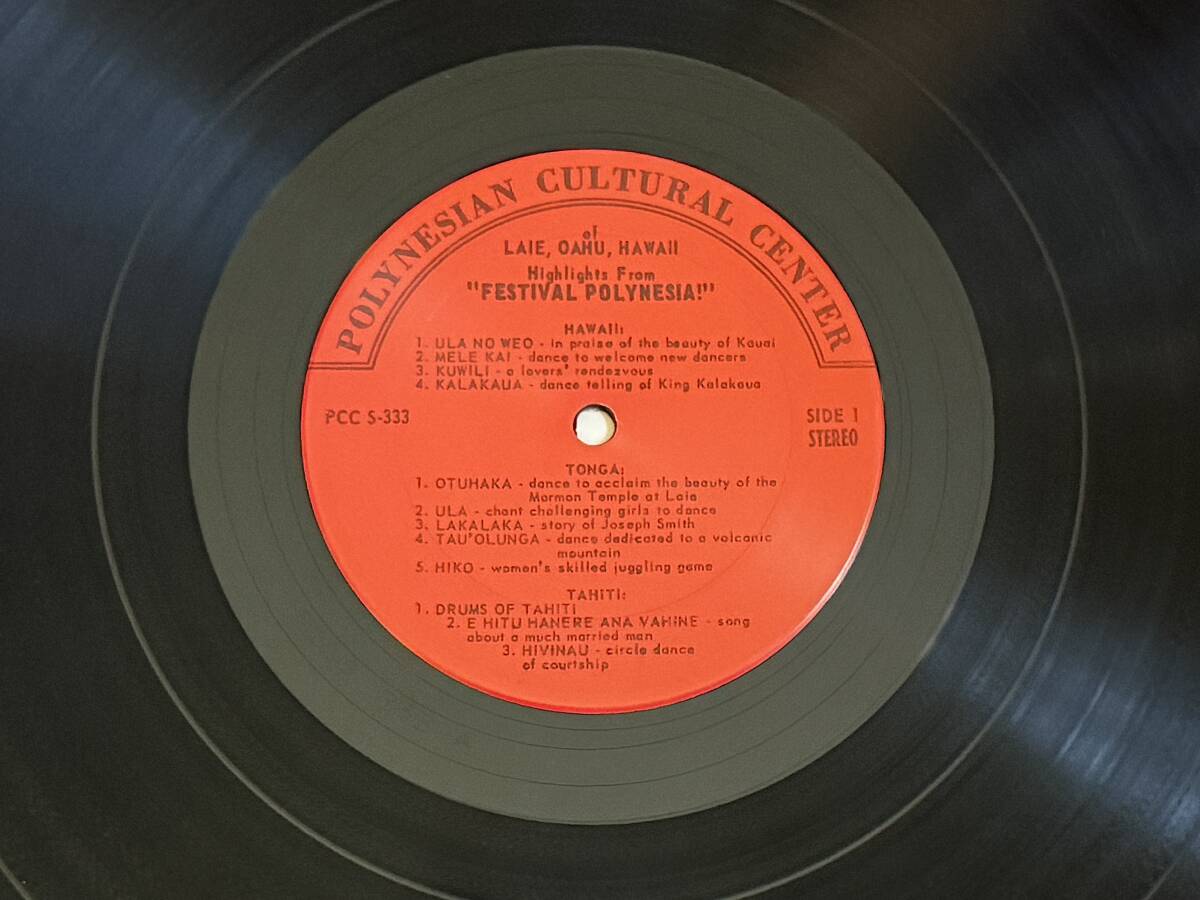 POLYNESIAN CULTURAL CENTER
of
LAIE, OAHU, HAWAII
Highlights From
"FESTIVAL POLYNESIA!"
HAWAII:
1. ULA NO WEO - in praise of the beauty of Kauai
2. MELE KAI - dance to welcome new dancers
3. KUWILI - a lovers' rendezvous
4. KALAKAUA - dance telling of King Kalakaua
PCC S-333
SIDE 1
STEREO
TONGA:
1. OTUHAKA - dance to acclaim the beauty of the
Mormon Temple at Laie
2. ULA - chant challenging girls to dance
3. LAKALAKA - story of Joseph Smith
4. TAU'OLUNGA - dance dedicated to a volcanic
mountain
5. HIKO - women's skilled juggling game
TAHITI:
1. DRUMS OF TAHITI
2. E HITU HANERE ANA VAHINE - song
about a much married man
3. HIVINAU - circle dance
of courtship